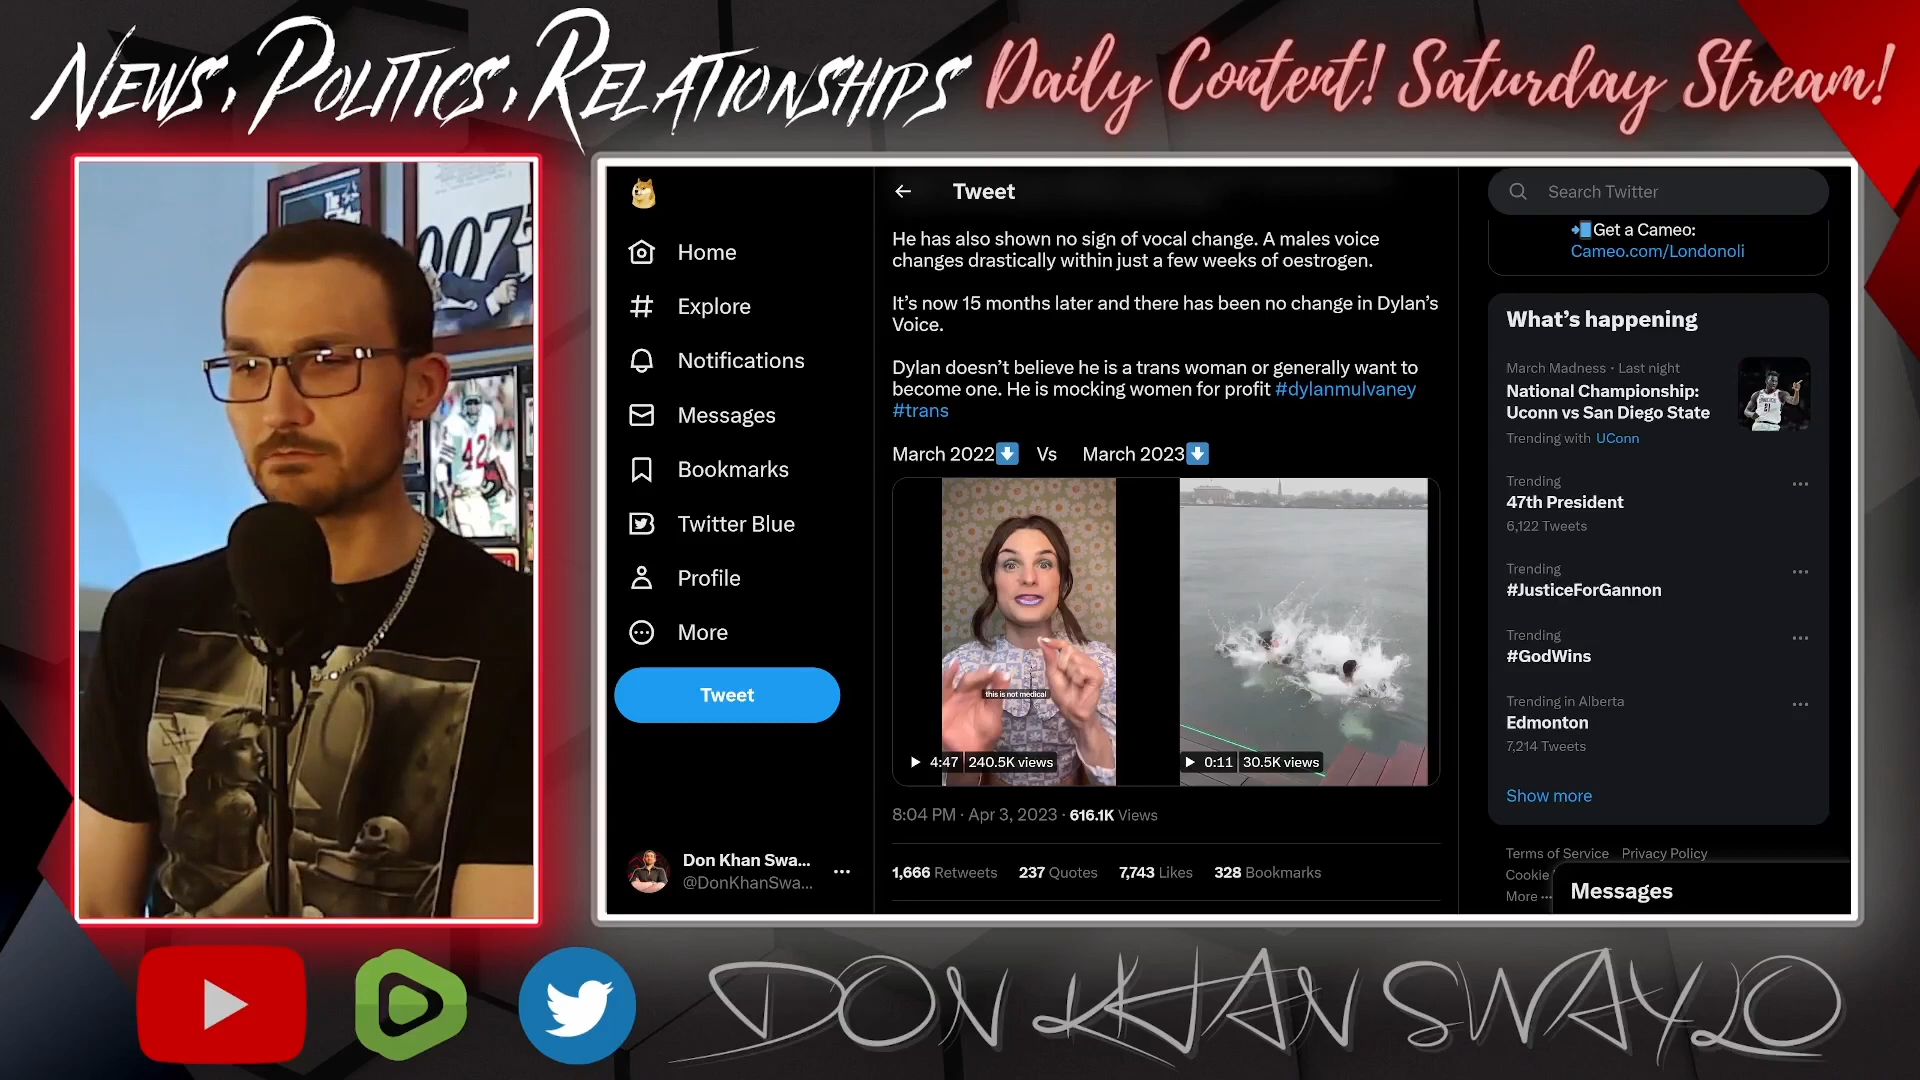 News, Politics, Relationships
Daily Content! Saturday Stream!
007
42
Home
Explore
Notifications
Messages
Bookmarks
Twitter Blue
Profile
More
Tweet
Don Khan Swa...
@DonKhanSwa...
Tweet
He has also shown no sign of vocal change. A males voice
changes drastically within just a few weeks of oestrogen.
It’s now 15 months later and there has been no change in Dylan’s
Voice.
Dylan doesn’t believe he is a trans woman or generally want to
become one. He is mocking women for profit #dylanmulvaney
#trans
March 2022⬇️ Vs March 2023⬇️
this is not medical
4:47 240.5K views
0:11 30.5K views
8:04 PM · Apr 3, 2023 · 616.1K Views
1,666 Retweets 237 Quotes 7,743 Likes 328 Bookmarks
Search Twitter
📲Get a Cameo:
Cameo.com/Londonoli
What’s happening
March Madness · Last night
National Championship:
Uconn vs San Diego State
Trending with UConn
Trending
47th President
6,122 Tweets
Trending
#JusticeForGannon
Trending
#GodWins
Trending in Alberta
Edmonton
7,214 Tweets
Show more
Terms of Service Privacy Policy
Cookie
More ···
Messages
DON KHAN SWAYLO